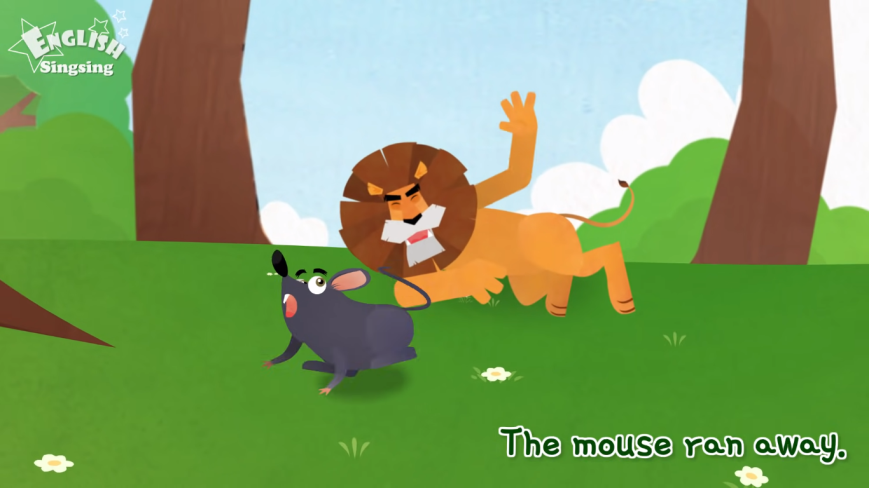 ENGLISH
Singsing
The mouse ran away.